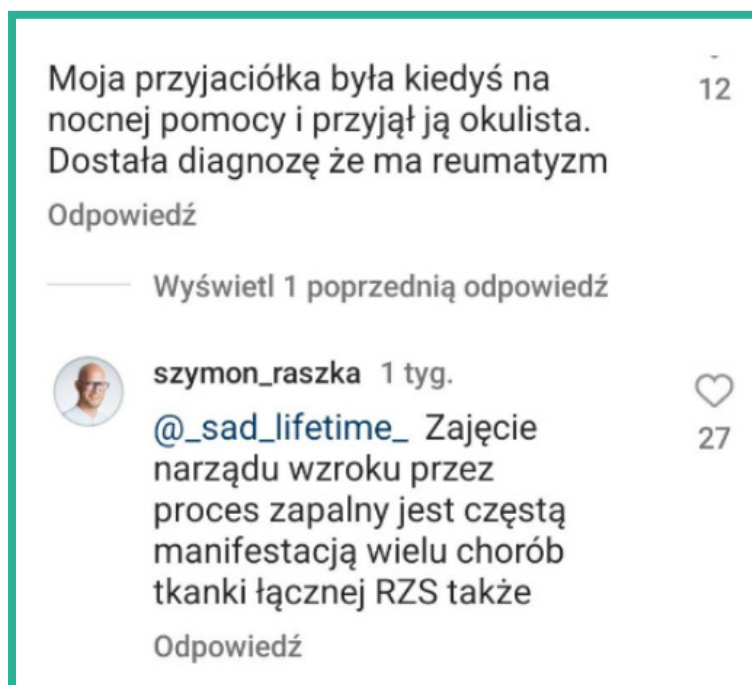 Moja przyjaciółka była kiedyś na
nocnej pomocy i przyjął ją okulista.
Dostała diagnozę że ma reumatyzm
12
Odpowiedź
Wyświetl 1 poprzednią odpowiedź
szymon_raszka 1 tyg.
@_sad_lifetime_ Zajęcie
narządu wzroku przez
proces zapalny jest częstą
manifestacją wielu chorób
tkanki łącznej RZS także
27
Odpowiedź